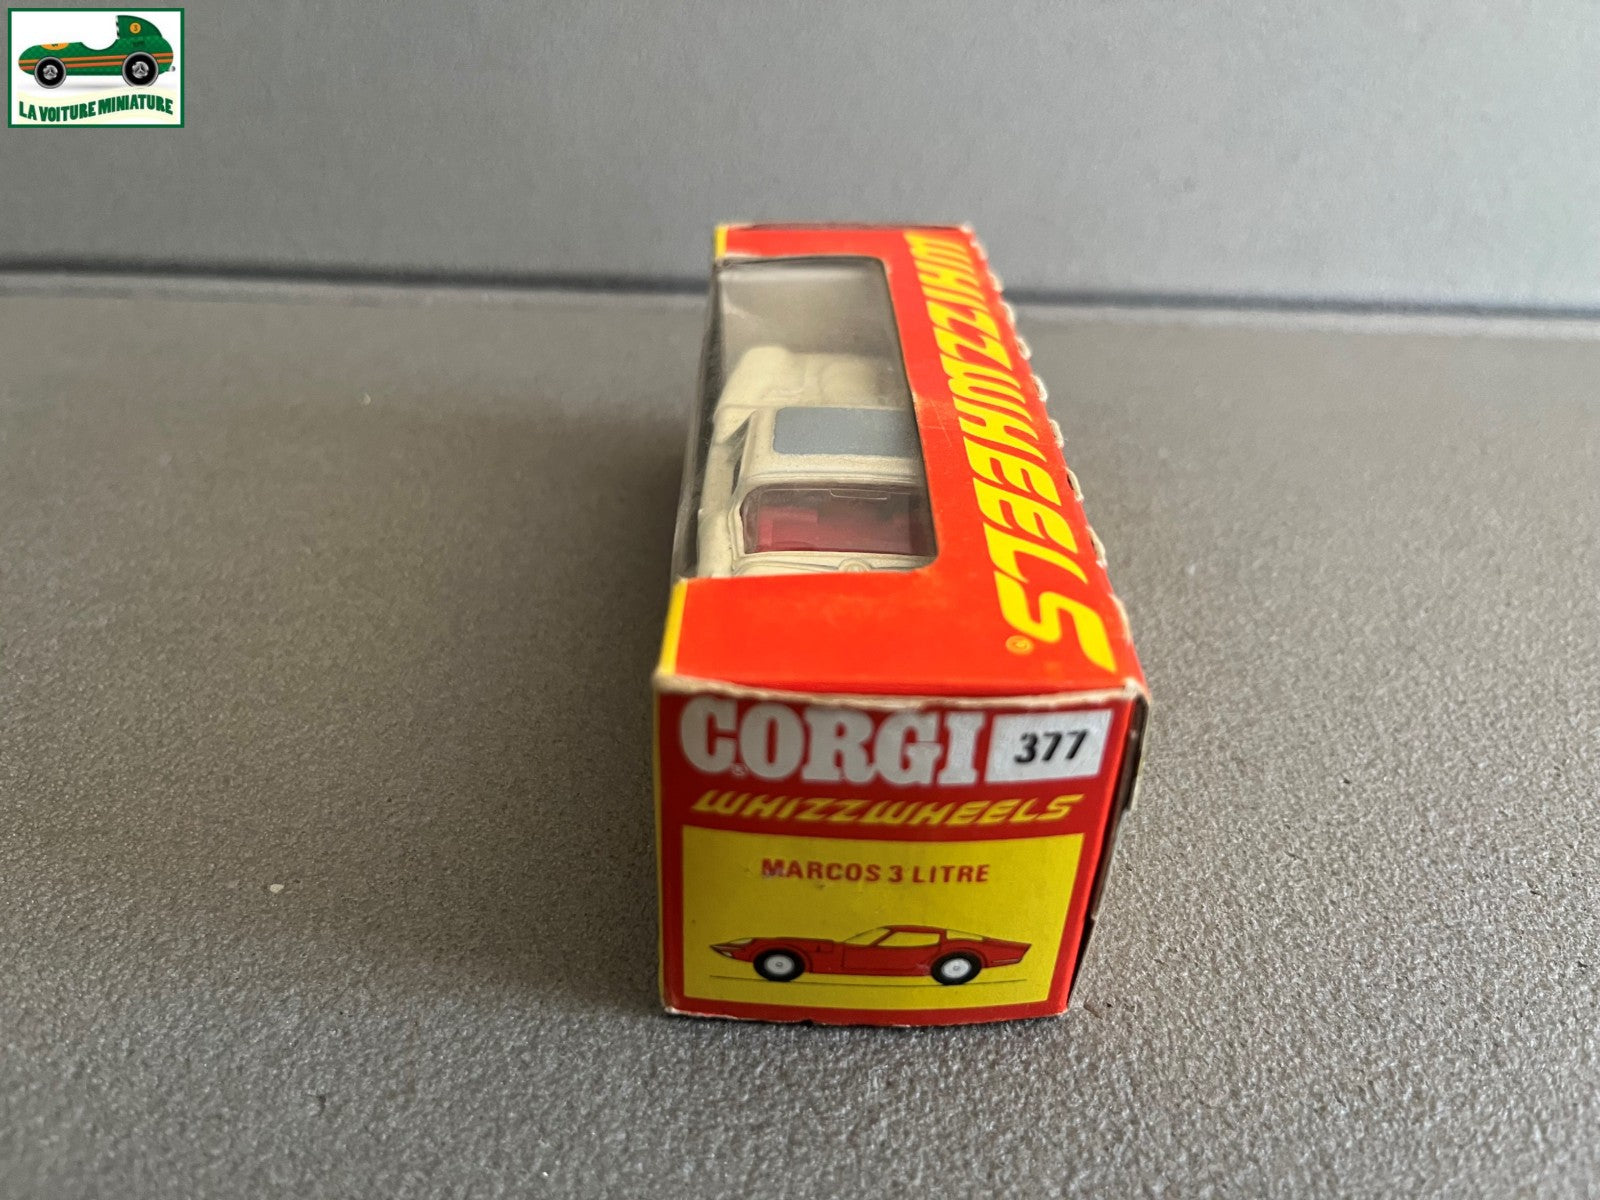 LA VOITURE MINIATURE
WHIZZWHEELS
CORGI 377
WHIZZWHEELS
MARCOS 3 LITRE